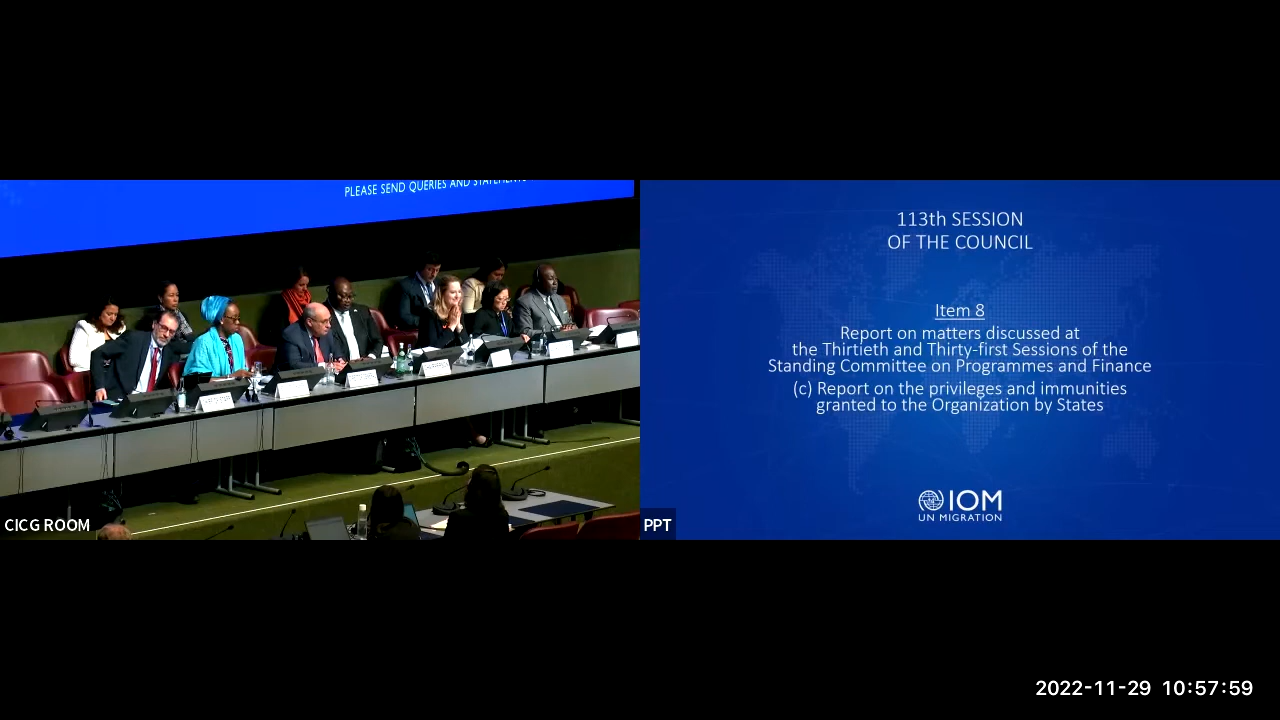 PLEASE SEND QUERIES AND STATEMENTS
113th SESSION
OF THE COUNCIL
Item 8
Report on matters discussed at
the Thirtieth and Thirty-first Sessions of the
Standing Committee on Programmes and Finance
(c) Report on the privileges and immunities
granted to the Organization by States
IOM
UN MIGRATION
CICG ROOM
PPT
2022-11-29 10:57:59